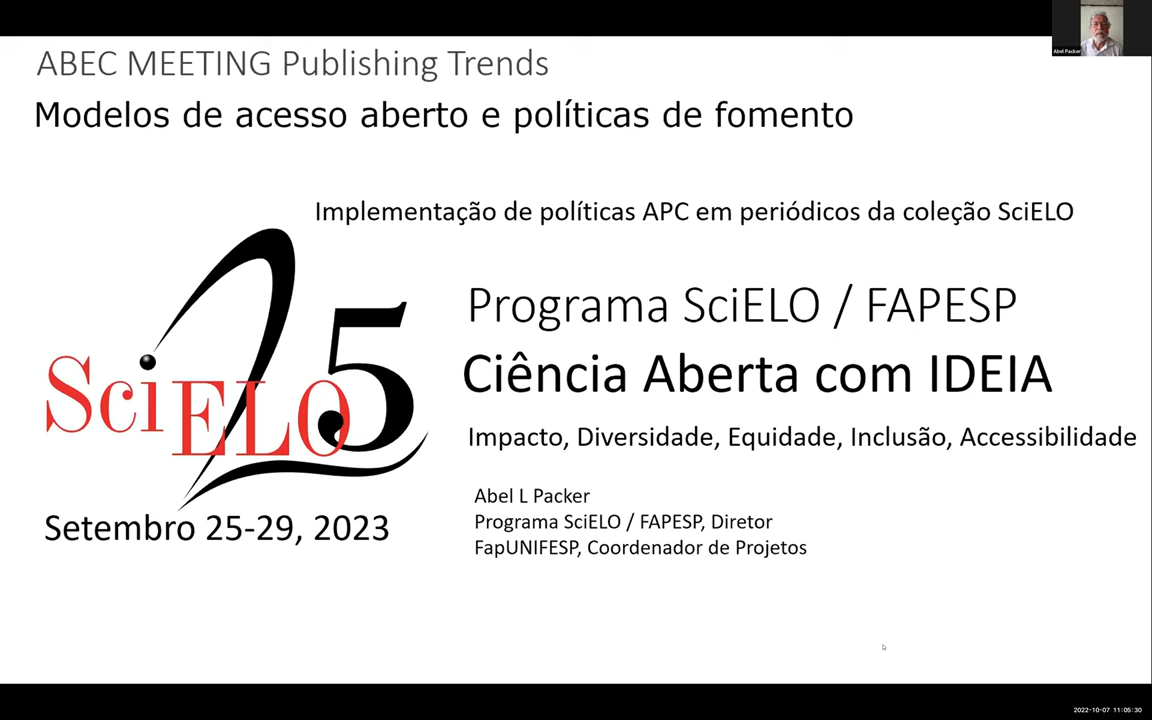 ABEC MEETING Publishing Trends
Modelos de acesso aberto e políticas de fomento
Implementação de políticas APC em periódicos da coleção SciELO
Programa SciELO / FAPESP
Ciência Aberta com IDEIA
Impacto, Diversidade, Equidade, Inclusão, Accessibilidade
SciELO 25
Abel L Packer
Programa SciELO / FAPESP, Diretor
FapUNIFESP, Coordenador de Projetos
Setembro 25-29, 2023
Abel Packer
2022-10-07 11:05:30